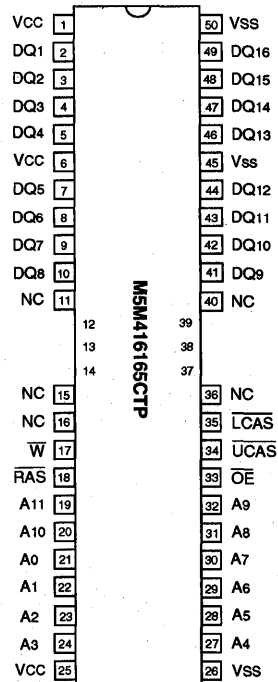 VCC 1 50 VSS
DQ1 2 49 DQ16
DQ2 3 48 DQ15
DQ3 4 47 DQ14
DQ4 5 46 DQ13
VCC 6 45 Vss
DQ5 7 44 DQ12
DQ6 8 43 DQ11
DQ7 9 42 DQ10
DQ8 10 41 DQ9
NC 11 40 NC
12 39
13 38
14 37
M5M416165CTP
NC 15 36 NC
NC 16 35 LCAS
W 17 34 UCAS
RAS 18 33 OE
A11 19 32 A9
A10 20 31 A8
A0 21 30 A7
A1 22 29 A6
A2 23 28 A5
A3 24 27 A4
VCC 25 26 VSS